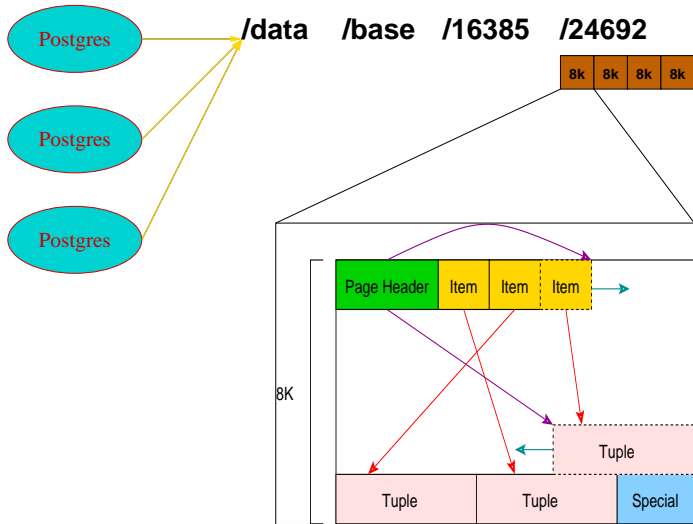 Postgres
Postgres
Postgres
/data /base /16385 /24692
8k 8k 8k 8k
Page Header Item Item Item
8K
Tuple
Tuple Tuple Special